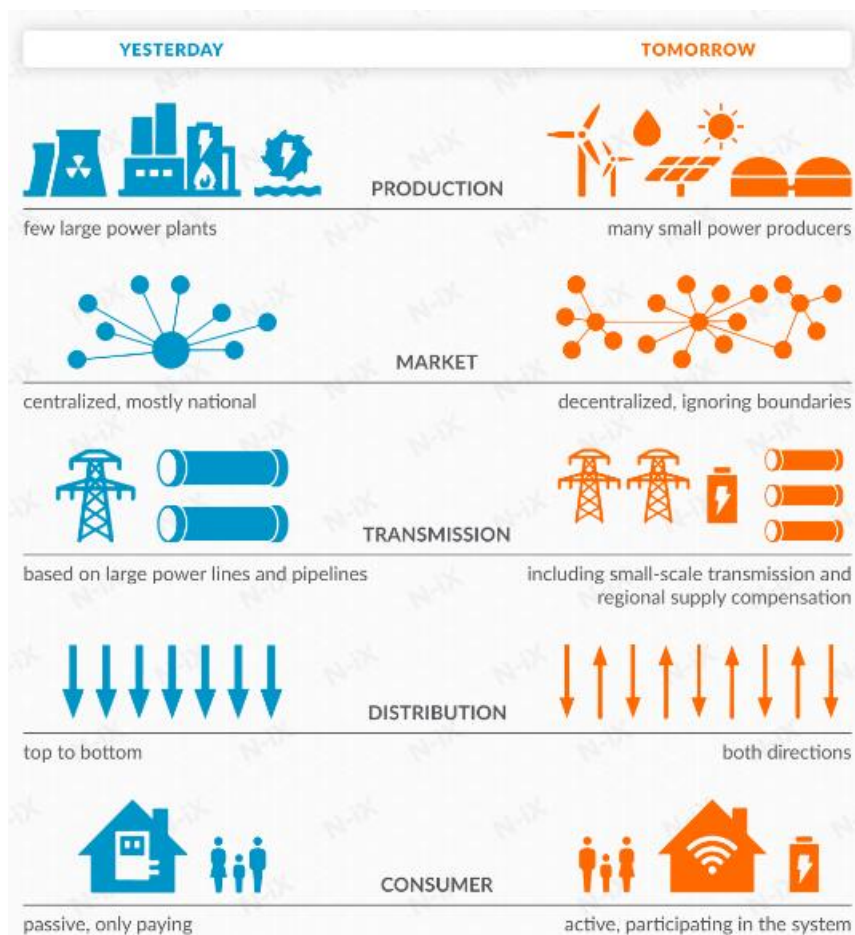 YESTERDAY
TOMORROW
PRODUCTION
few large power plants
many small power producers
MARKET
centralized, mostly national
decentralized, ignoring boundaries
TRANSMISSION
based on large power lines and pipelines
including small-scale transmission and
regional supply compensation
DISTRIBUTION
top to bottom
both directions
CONSUMER
passive, only paying
active, participating in the system
N-iX